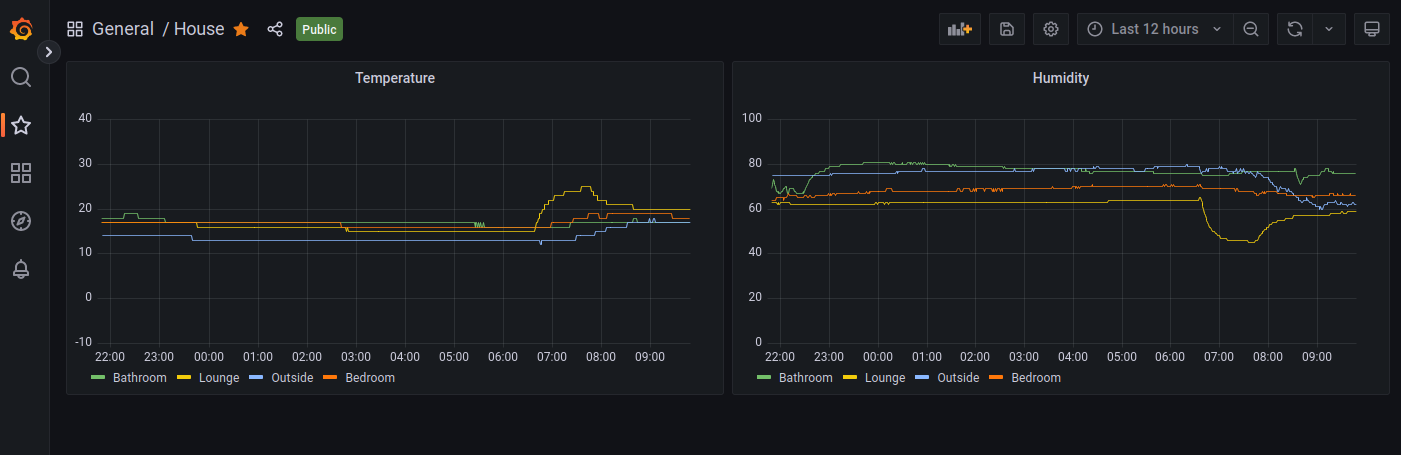 General / House Public Last 12 hours
Temperature
40
30
20
10
0
-10
22:00 23:00 00:00 01:00 02:00 03:00 04:00 05:00 06:00 07:00 08:00 09:00
Bathroom Lounge Outside Bedroom
Humidity
100
80
60
40
20
0
22:00 23:00 00:00 01:00 02:00 03:00 04:00 05:00 06:00 07:00 08:00 09:00
Bathroom Lounge Outside Bedroom